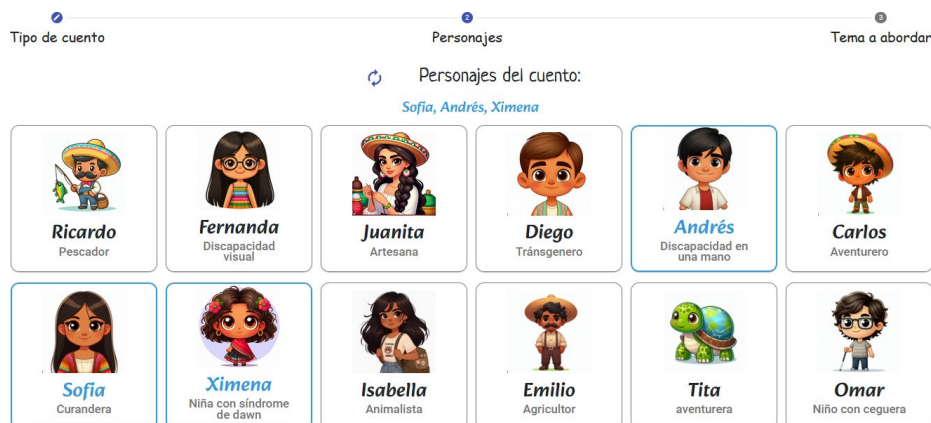 2
3
Tipo de cuento
Personajes
Tema a abordar
Personajes del cuento:
Sofia, Andrés, Ximena
Ricardo
Pescador
Fernanda
Discapacidad
visual
Juanita
Artesana
Diego
Tránsgenero
Andrés
Discapacidad en
una mano
Carlos
Aventurero
Sofia
Curandera
Ximena
Niña con síndrome
de dawn
Isabella
Animalista
Emilio
Agricultor
Tita
aventurera
Omar
Niño con ceguera